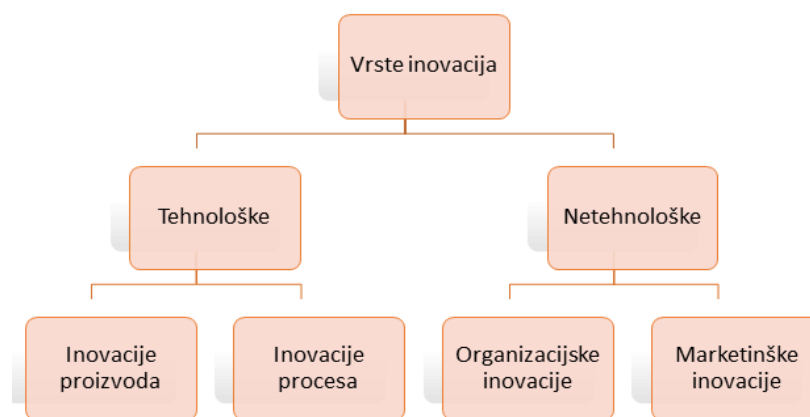 Vrste inovacija
Tehnološke
Netehnološke
Inovacije
proizvoda
Inovacije
procesa
Organizacijske
inovacije
Marketinške
inovacije